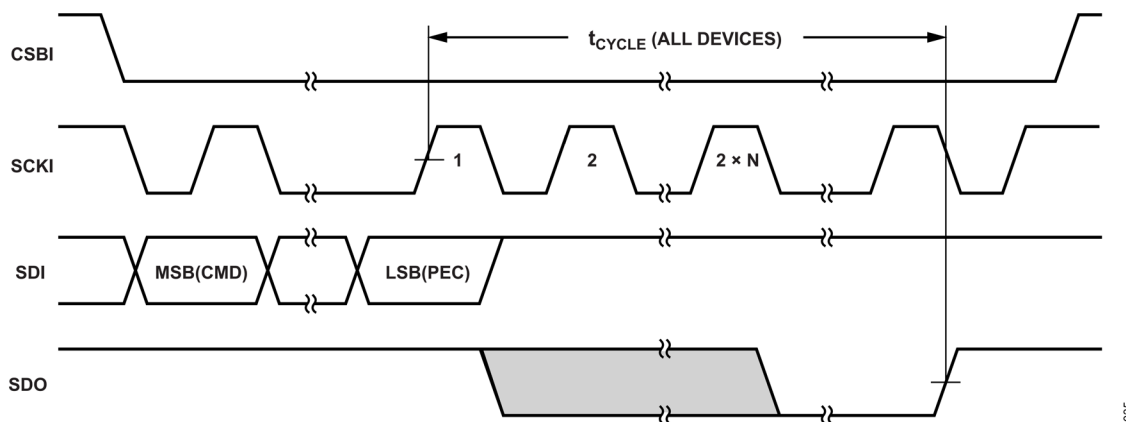 CSBI
tCYCLE (ALL DEVICES)
SCKI
1
2
2 × N
SDI
MSB(CMD)
LSB(PEC)
SDO